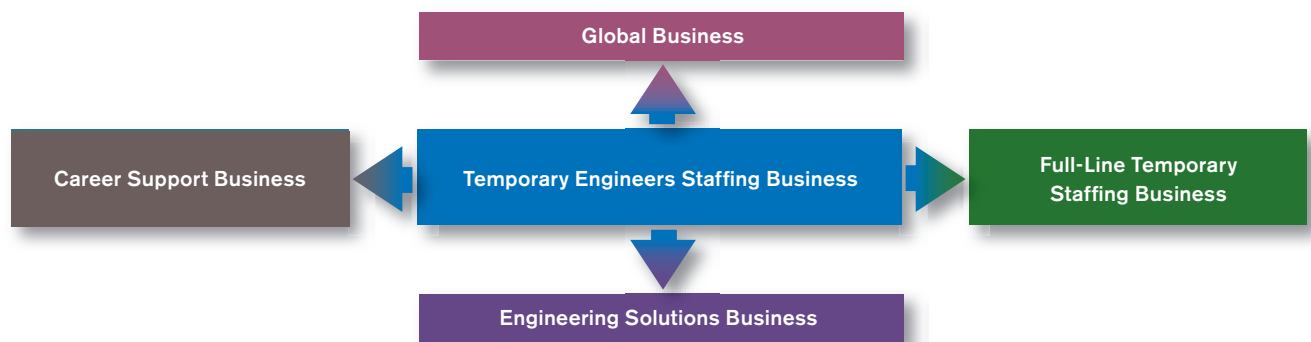 Global Business
Career Support Business
Temporary Engineers Staffing Business
Full-Line Temporary
Staffing Business
Engineering Solutions Business